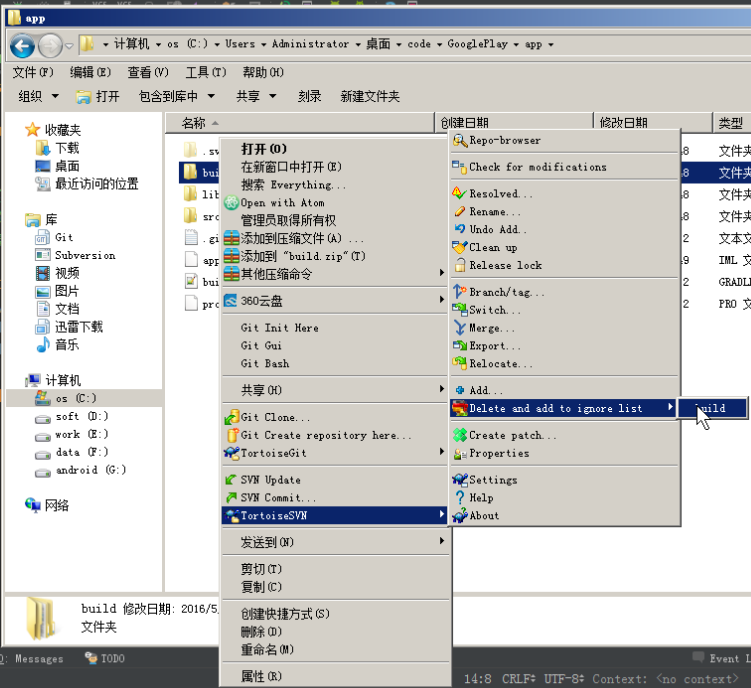 app
计算机 os (C:) Users Administrator 桌面 code GooglePlay app
文件(F) 编辑(E) 查看(V) 工具(T) 帮助(H)
组织 打开 包含到库中 共享 刻录 新建文件夹
收藏夹
下载
桌面
最近访问的位置
库
Git
Subversion
视频
图片
文档
迅雷下载
音乐
计算机
os (C:)
soft (D:)
work (E:)
data (F:)
android (G:)
网络
名称 创建日期 修改日期 类型
.sv
bui
lib
src
.gi
app
bui
pro
打开(O)
在新窗口中打开(E)
搜索 Everything...
Open with Atom
管理员取得所有权
添加到压缩文件(A) ...
添加到 "build.zip"(T)
其他压缩命令
360云盘
Git Init Here
Git Gui
Git Bash
共享(H)
Git Clone...
Git Create repository here...
TortoiseGit
SVN Update
SVN Commit...
TortoiseSVN
发送到(N)
剪切(T)
复制(C)
创建快捷方式(S)
删除(D)
重命名(M)
属性(R)
Repo-browser
Check for modifications
Resolved...
Rename...
Undo Add..
Clean up
Release lock
Branch/tag...
Switch...
Merge...
Export...
Relocate...
Add...
Delete and add to ignore list
Create patch...
Properties
Settings
Help
About
8 文件夹
8 文件夹
8 文件夹
8 文件夹
2 文本文
9 IML 文
2 GRADL
2 PRO 文
build 修改日期: 2016/5
文件夹
0: Messages TODO Event L
14:8 CRLF UTF-8 Context: <no context>